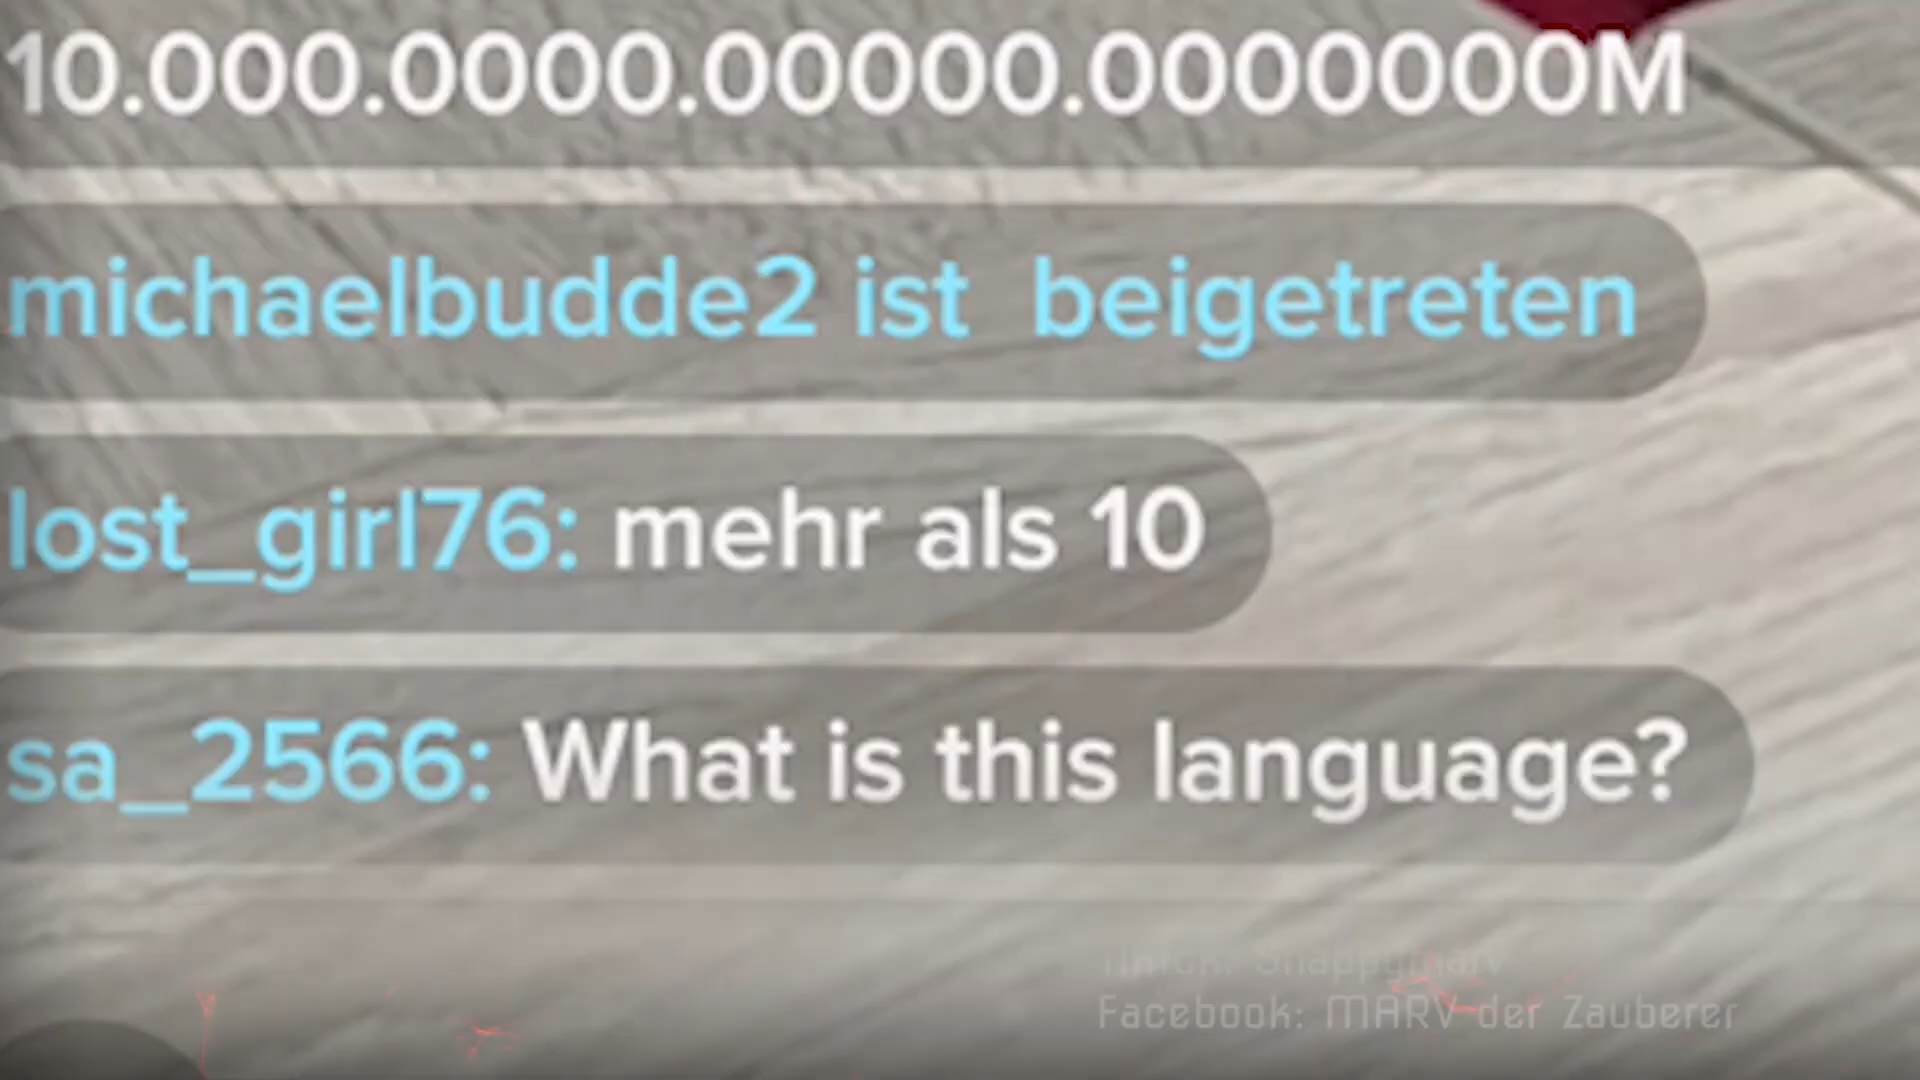 10.000.0000.00000.0000000M
michaelbudde2 ist beigetreten
lost_girl76: mehr als 10
sa_2566: What is this language?
Facebook: MARV der Zauberer